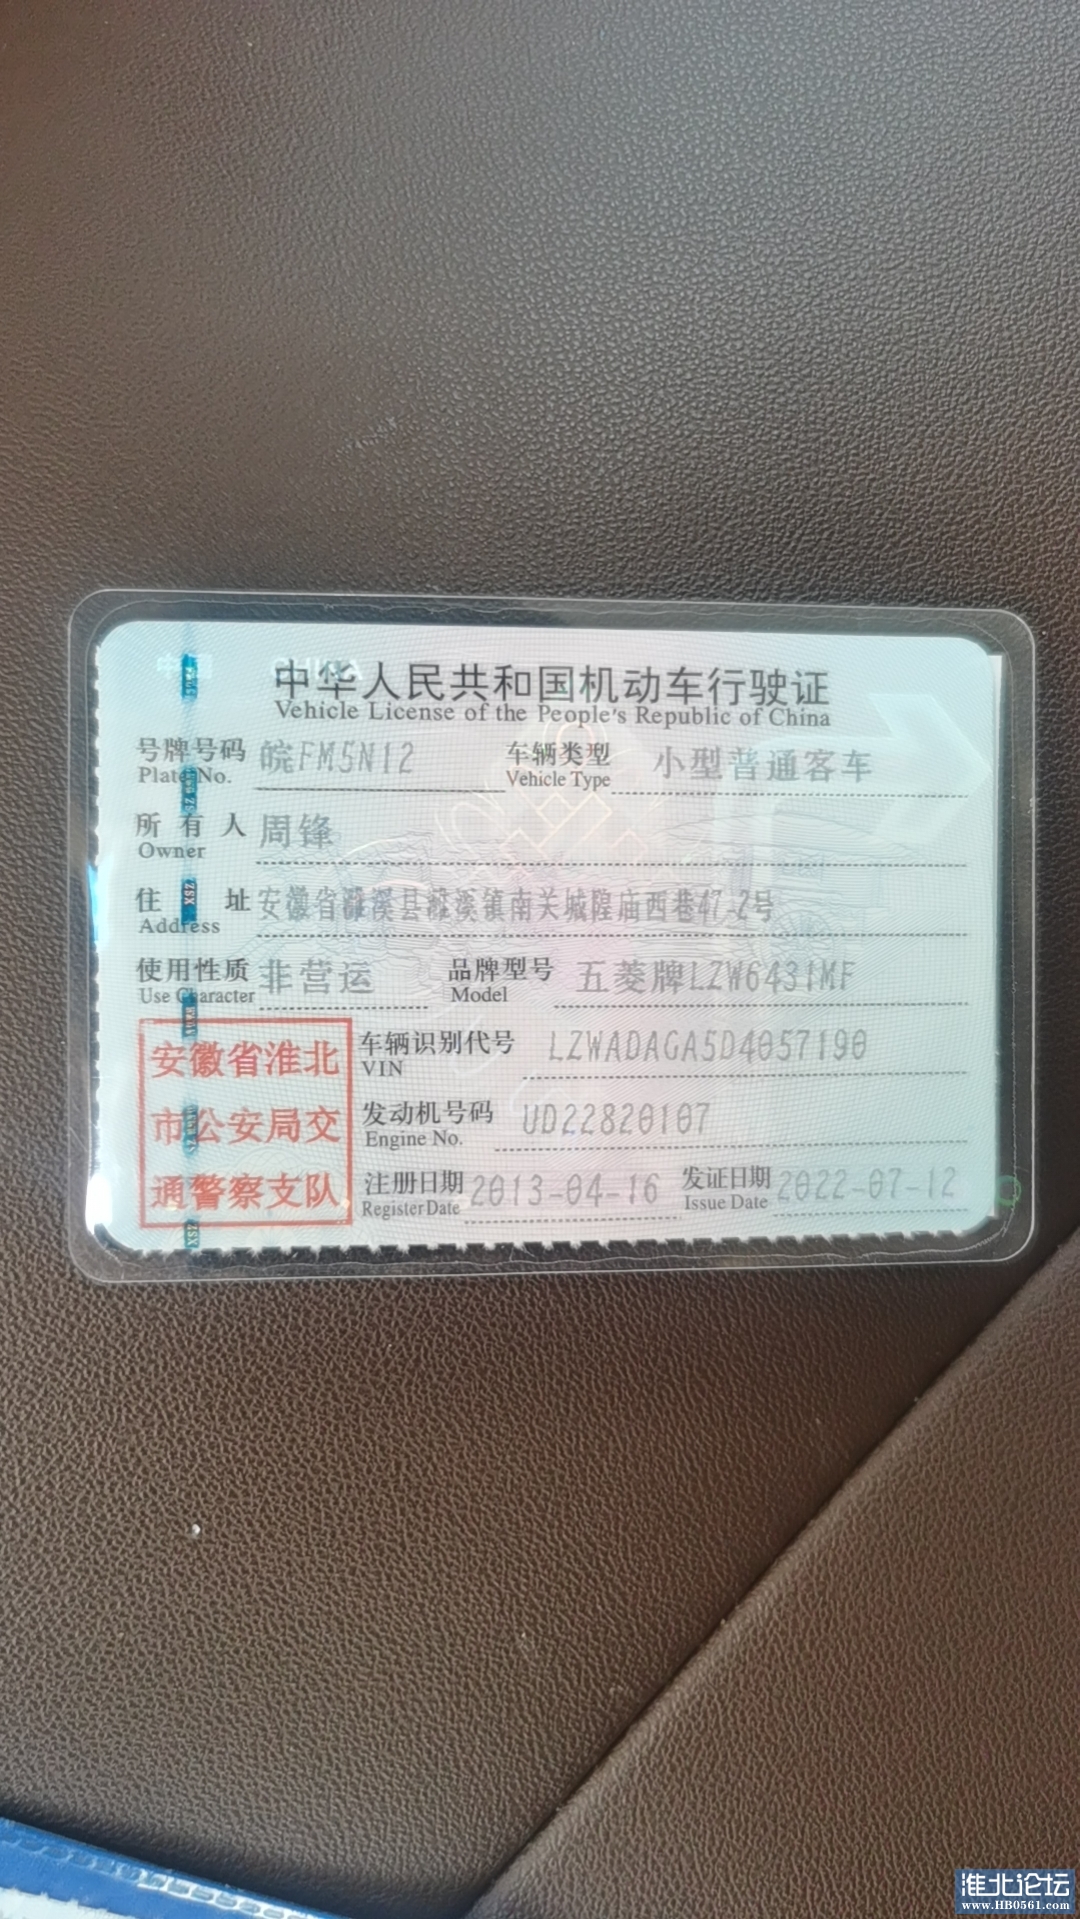 中华人民共和国机动车行驶证
Vehicle License of the People's Republic of China
号牌号码 皖FM5N12 车辆类型 小型普通客车
Plate No. Vehicle Type
所有人 周锋
Owner
住址 安徽省濉溪县濉溪镇南关城隍庙西巷47-2号
Address
使用性质 非营运 品牌型号 五菱牌LZW6431MF
Use Character Model
安徽省淮北
市公安局交
通警察支队
车辆识别代号 LZWADAGA5D4057190
VIN
发动机号码 UD22820107
Engine No.
注册日期 2013-04-16 发证日期 2022-07-12
Register Date Issue Date
淮北论坛
www.HB0561.com